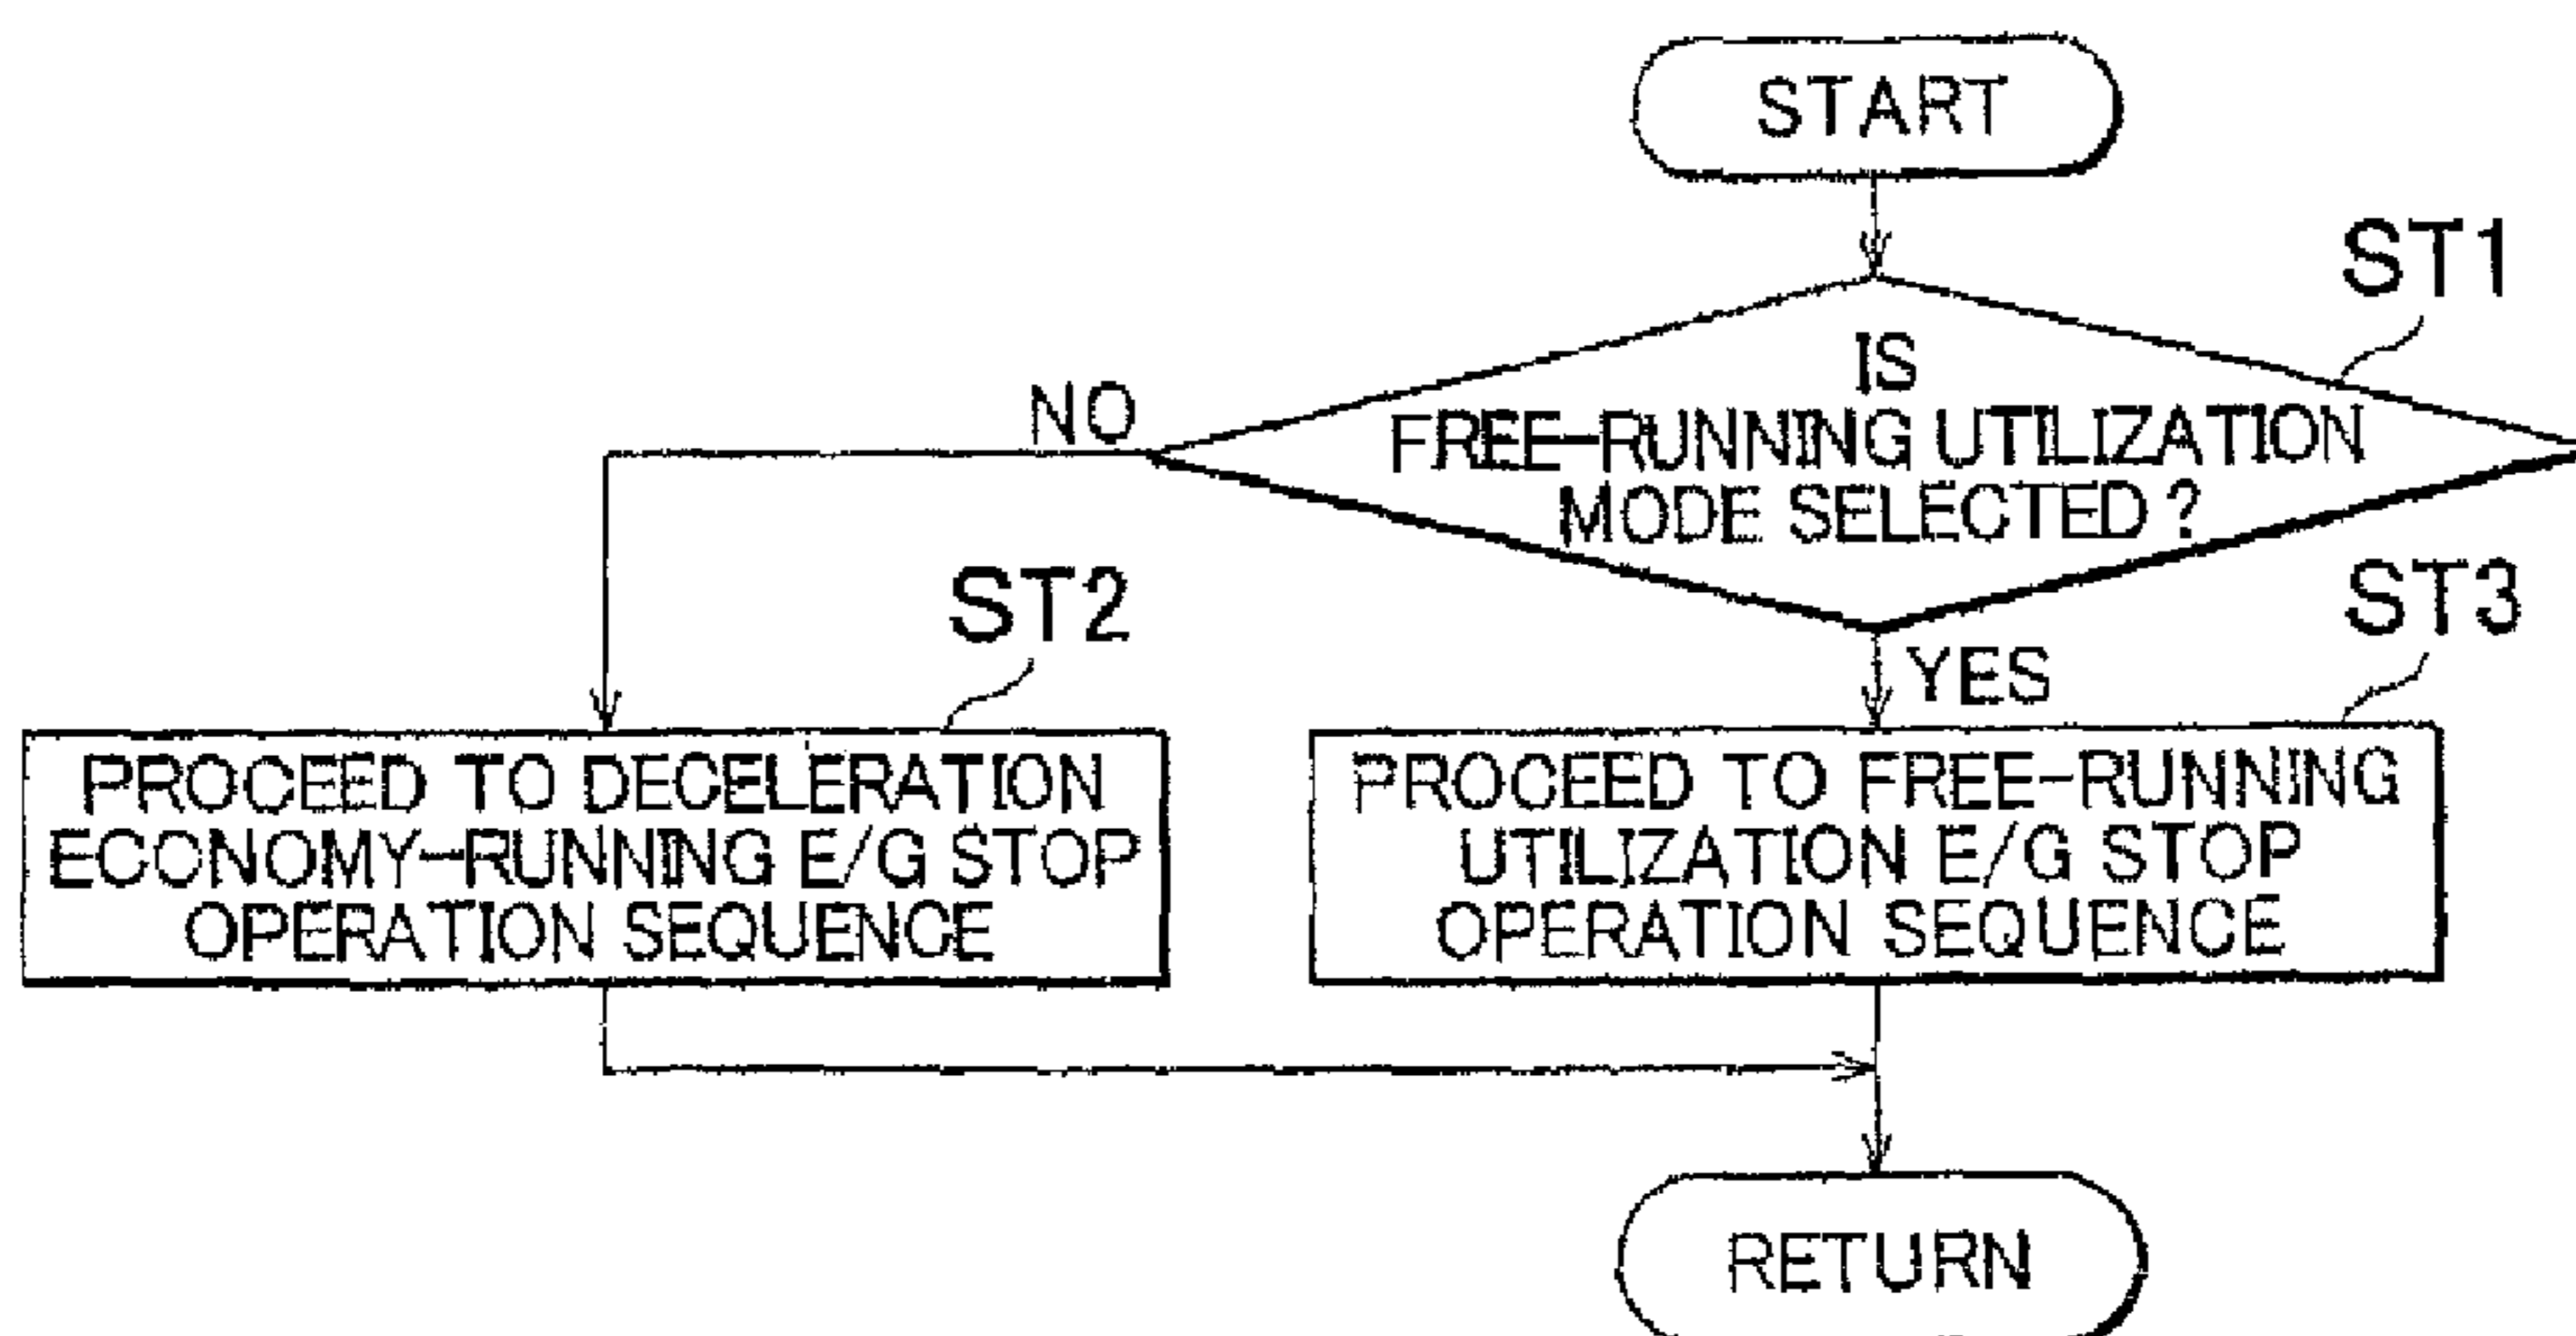 START
ST1
IS
FREE-RUNNING UTILIZATION
MODE SELECTED?
NO
YES
ST2
PROCEED TO DECELERATION
ECONOMY-RUNNING E/G STOP
OPERATION SEQUENCE
ST3
PROCEED TO FREE-RUNNING
UTILIZATION E/G STOP
OPERATION SEQUENCE
RETURN